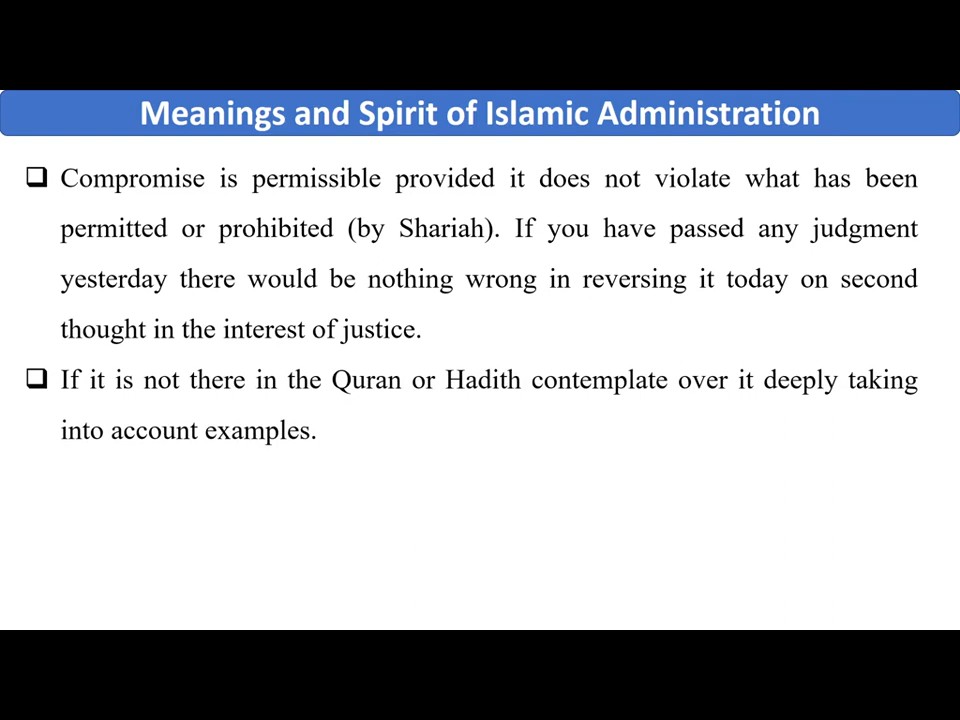 Meanings and Spirit of Islamic Administration
❑ Compromise is permissible provided it does not violate what has been
permitted or prohibited (by Shariah). If you have passed any judgment
yesterday there would be nothing wrong in reversing it today on second
thought in the interest of justice.
❑ If it is not there in the Quran or Hadith contemplate over it deeply taking
into account examples.